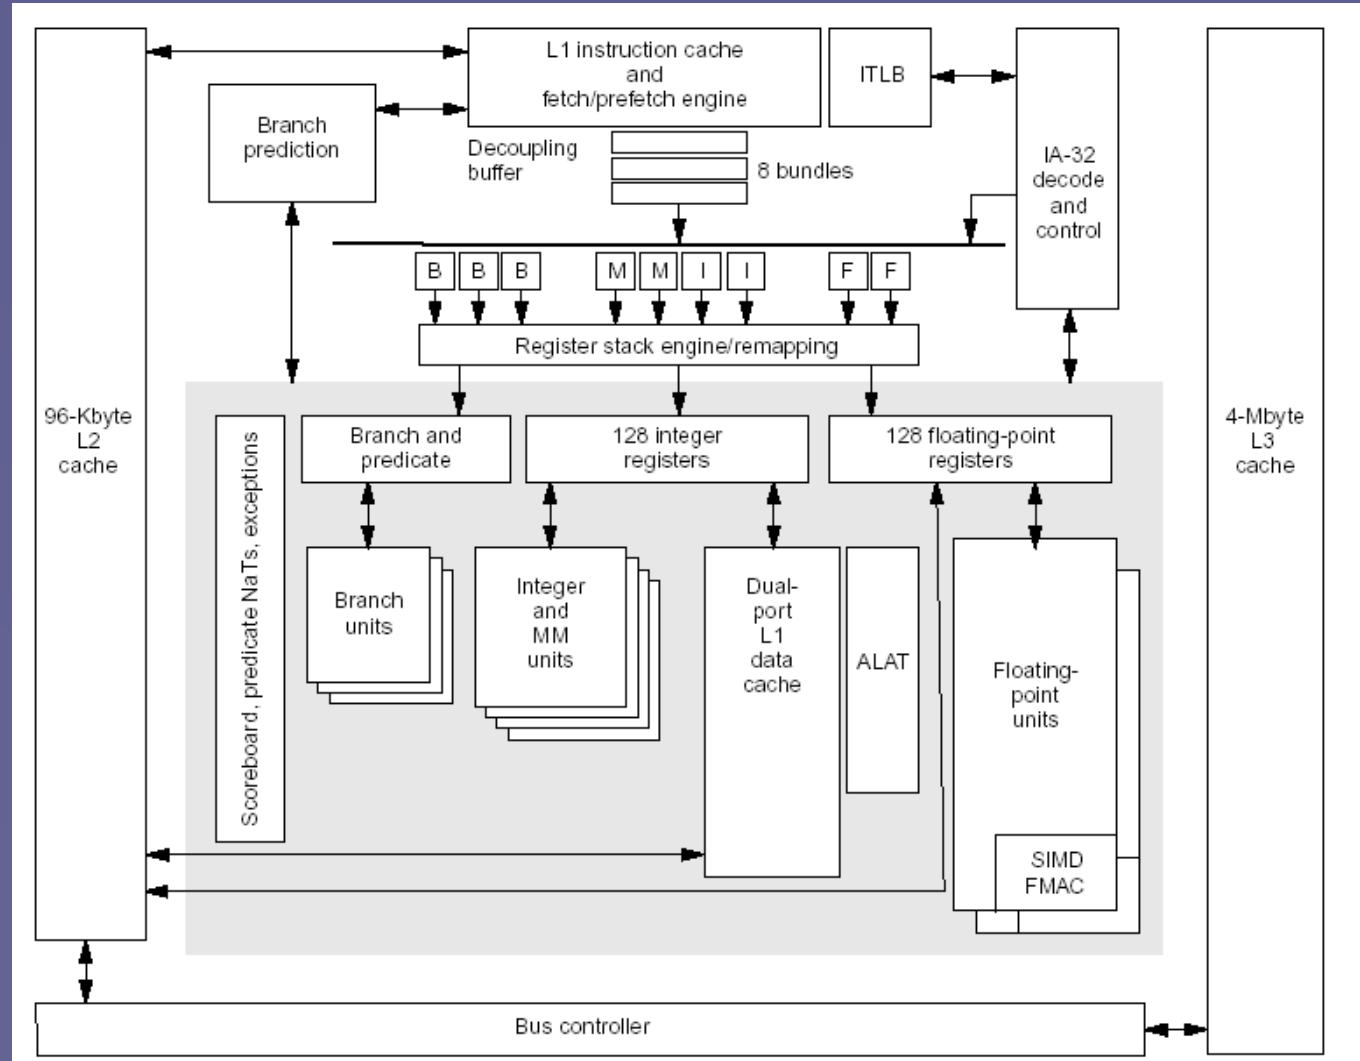 L1 instruction cache
and
fetch/prefetch engine
ITLB
Branch
prediction
Decoupling
buffer
8 bundles
IA-32
decode
and
control
B B B M M I I F F
Register stack engine/remapping
96-Kbyte
L2
cache
4-Mbyte
L3
cache
Scoreboard, predicate NaTs, exceptions
Branch and
predicate
128 integer
registers
128 floating-point
registers
Branch
units
Integer
and
MM
units
Dual-
port
L1
data
cache
ALAT
Floating-
point
units
SIMD
FMAC
Bus controller